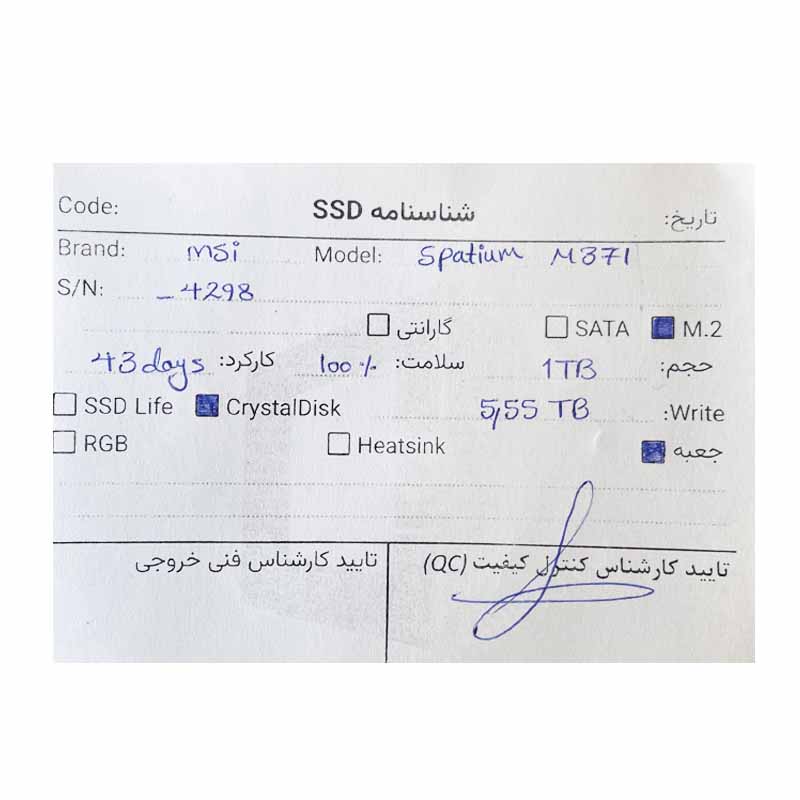 Code: شناسنامه SSD تاریخ:
Brand: msi Model: Spatium M371
S/N: _4298
گارانتی SATA M.2
حجم: 1TB سلامت: 100 % کارکرد: 43 days
SSD Life CrystalDisk Write: 5,55 TB
RGB Heatsink جعبه
تایید کارشناس کنترل کیفیت (QC) تایید کارشناس فنی خروجی